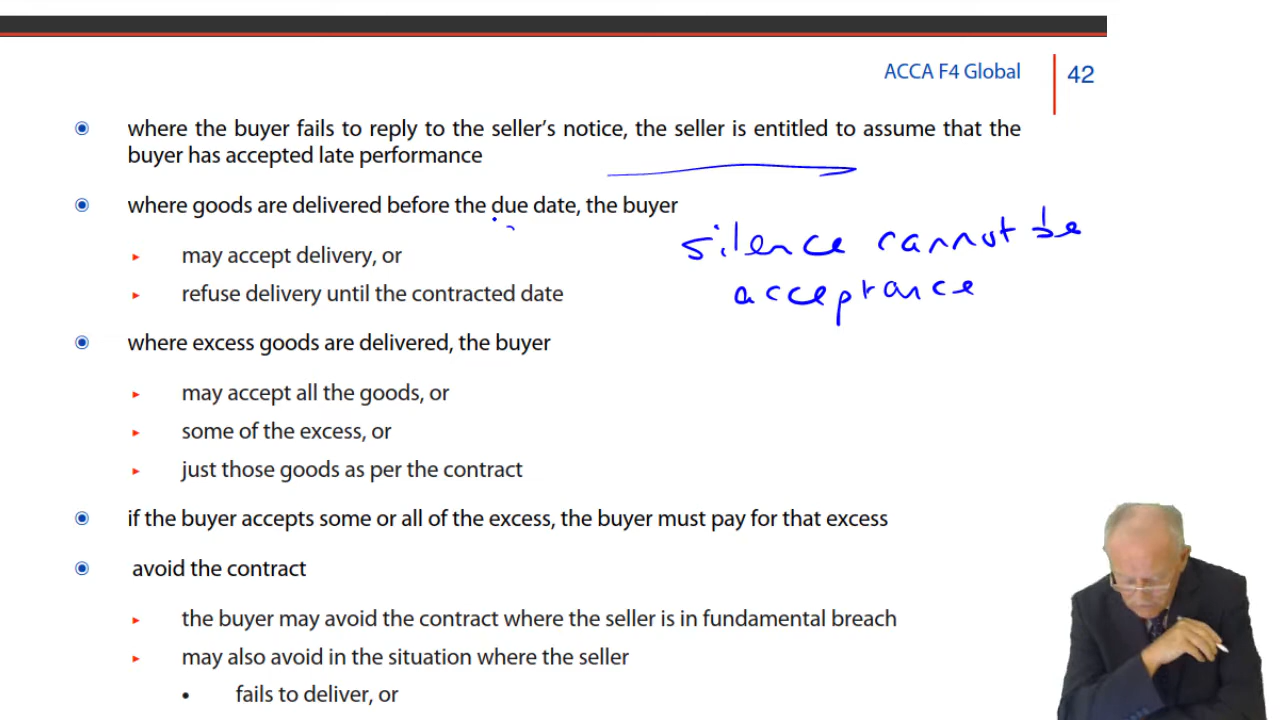 ACCA F4 Global 42
where the buyer fails to reply to the seller's notice, the seller is entitled to assume that the
buyer has accepted late performance
where goods are delivered before the due date, the buyer
silence cannot be
may accept delivery, or
acceptance
refuse delivery until the contracted date
where excess goods are delivered, the buyer
may accept all the goods, or
some of the excess, or
just those goods as per the contract
if the buyer accepts some or all of the excess, the buyer must pay for that excess
avoid the contract
the buyer may avoid the contract where the seller is in fundamental breach
may also avoid in the situation where the seller
fails to deliver, or